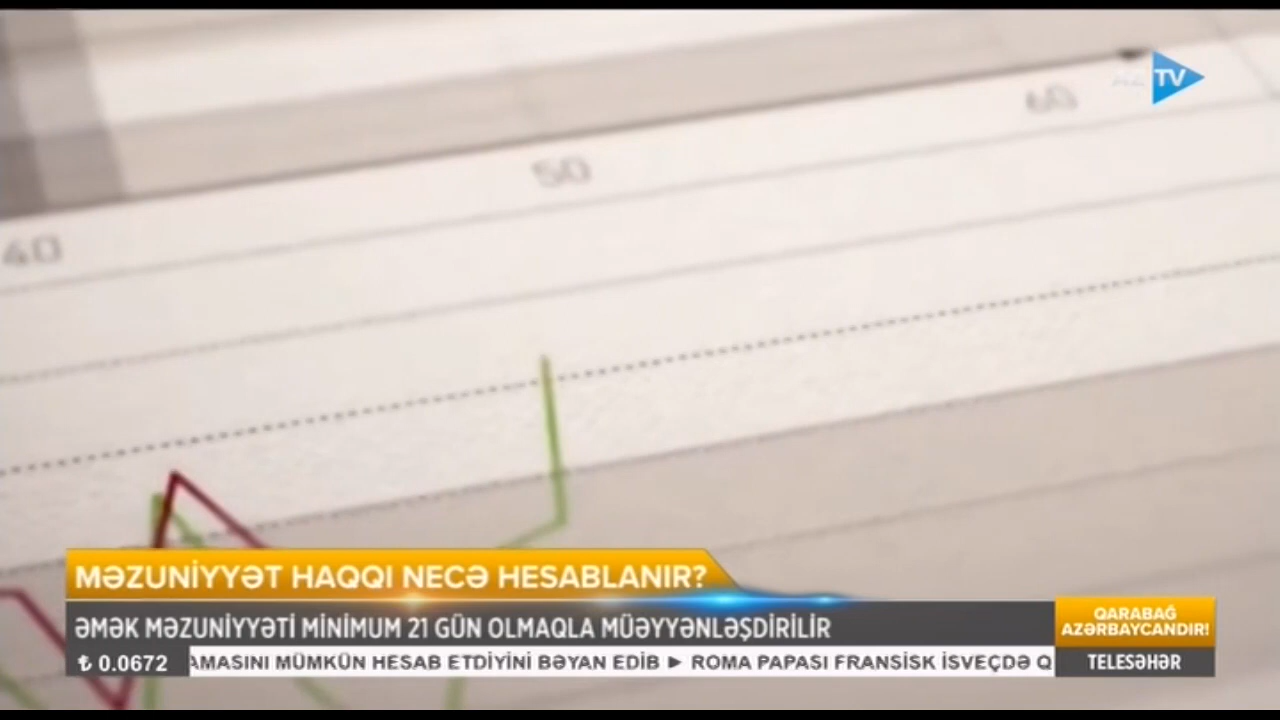 AZTV
60
50
40
MƏZUNİYYƏT HAQQI NECƏ HESABLANIR?
ƏMƏK MƏZUNİYYƏTİ MİNİMUM 21 GÜN OLMAQLA MÜƏYYƏNLƏŞDİRİLİR
QARABAĞ
AZƏRBAYCANDIR!
₺ 0.0672
AMASINI MÜMKÜN HESAB ETDİYİNİ BƏYAN EDİB ► ROMA PAPASI FRANSİSK İSVEÇDƏ Q
TELESƏHƏR